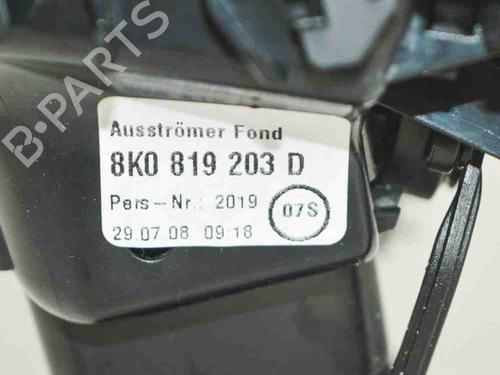 B-PARTS
Ausströmer Fond
8K0 819 203 D
Pers-Nr.: 2019
07S
29.07.08 09:18